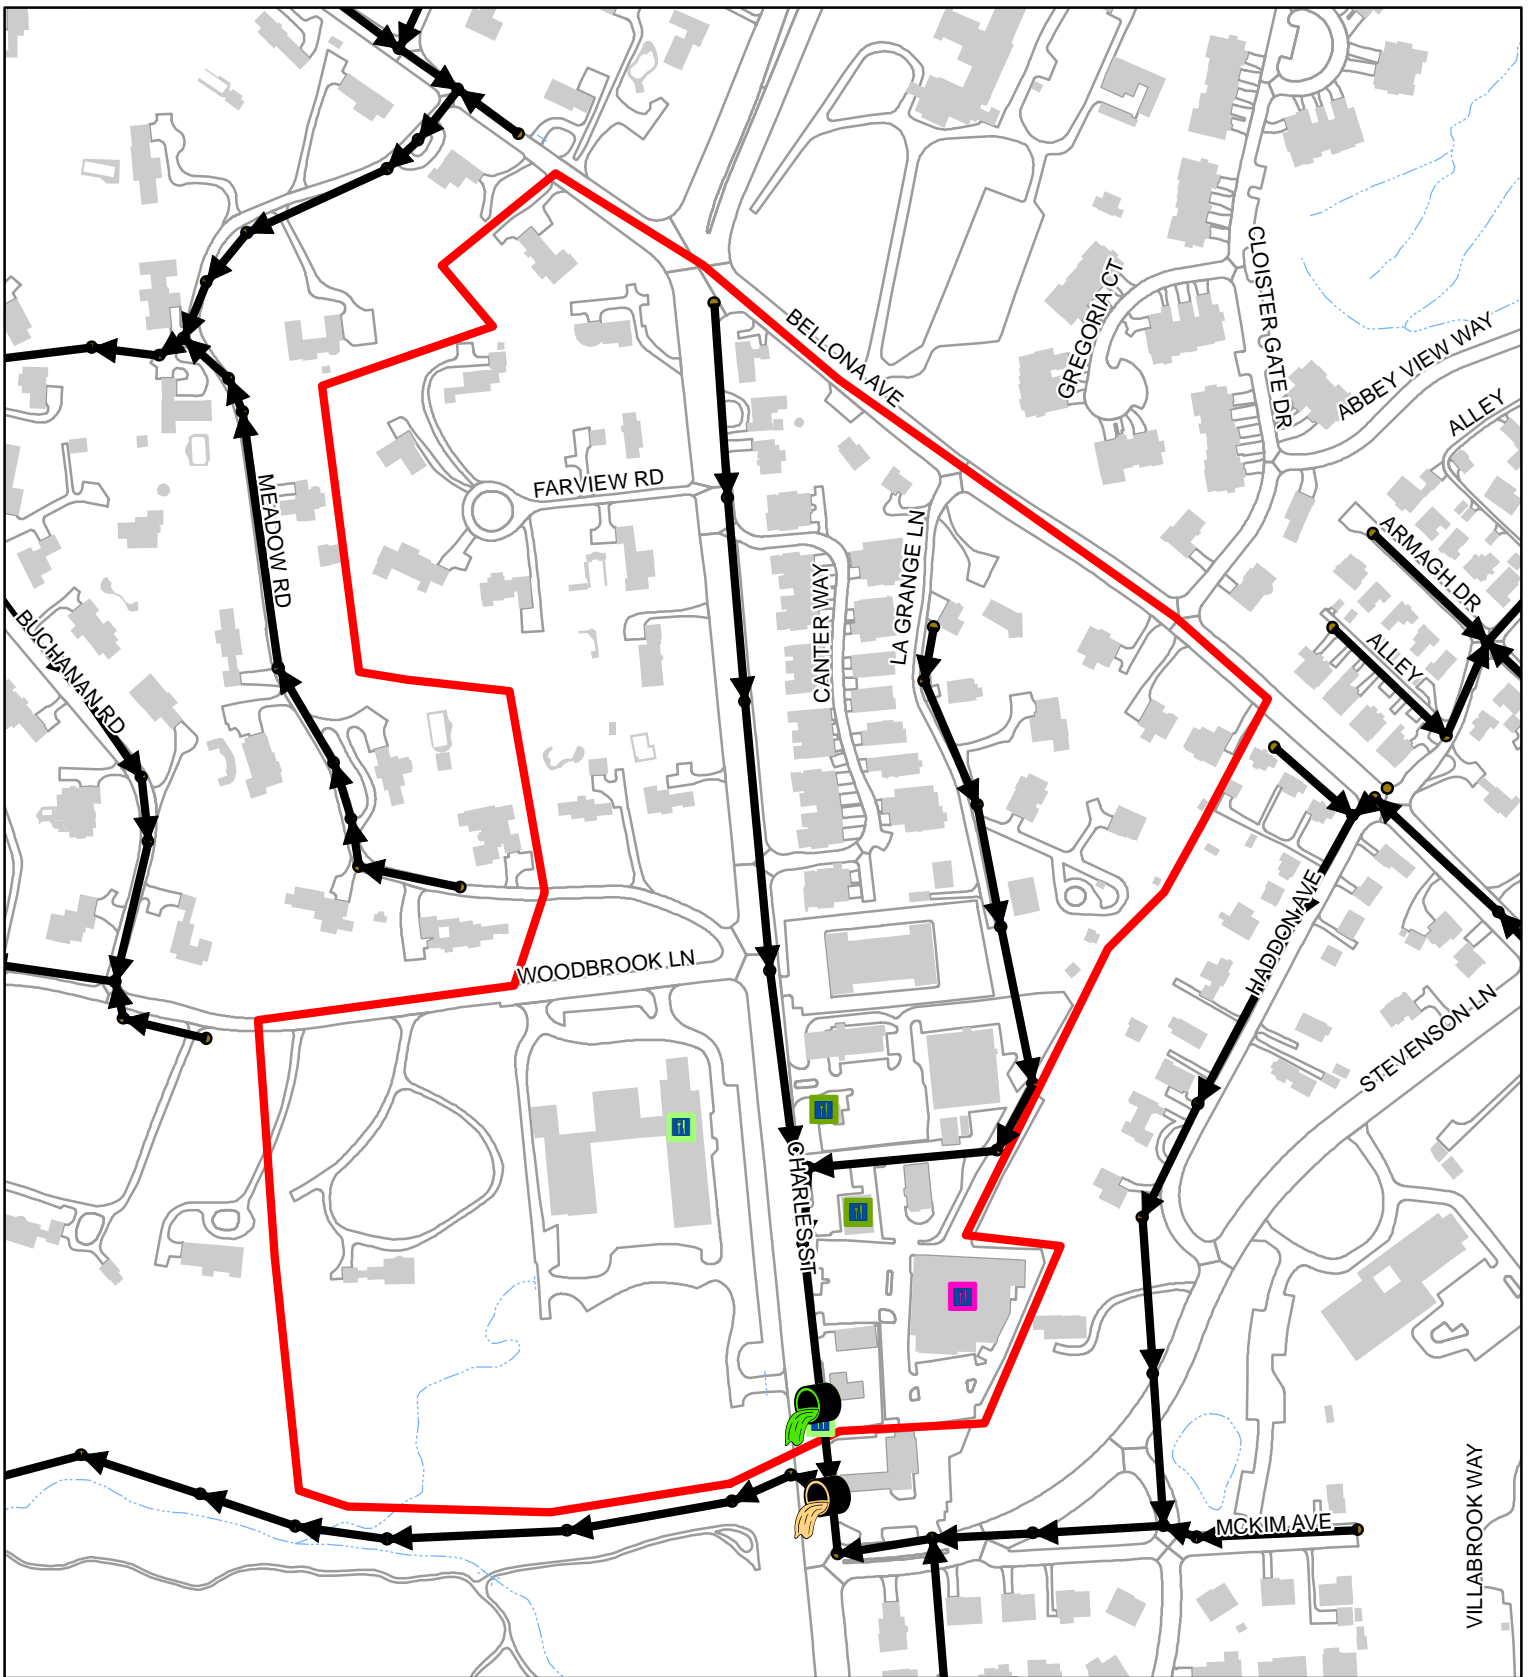 BELLONA AVE
GREGORIA CT
CLOISTER GATE DR
ABBEY VIEW WAY
ALLEY
FARVIEW RD
MEADOW RD
CANTER WAY
LA GRANGE LN
ARMAGH DR
ALLEY
BUCHANAN RD
WOODBROOK LN
HADDON AVE
STEVENSON LN
CHARLES ST
MCKIM AVE
VILLABROOK WAY